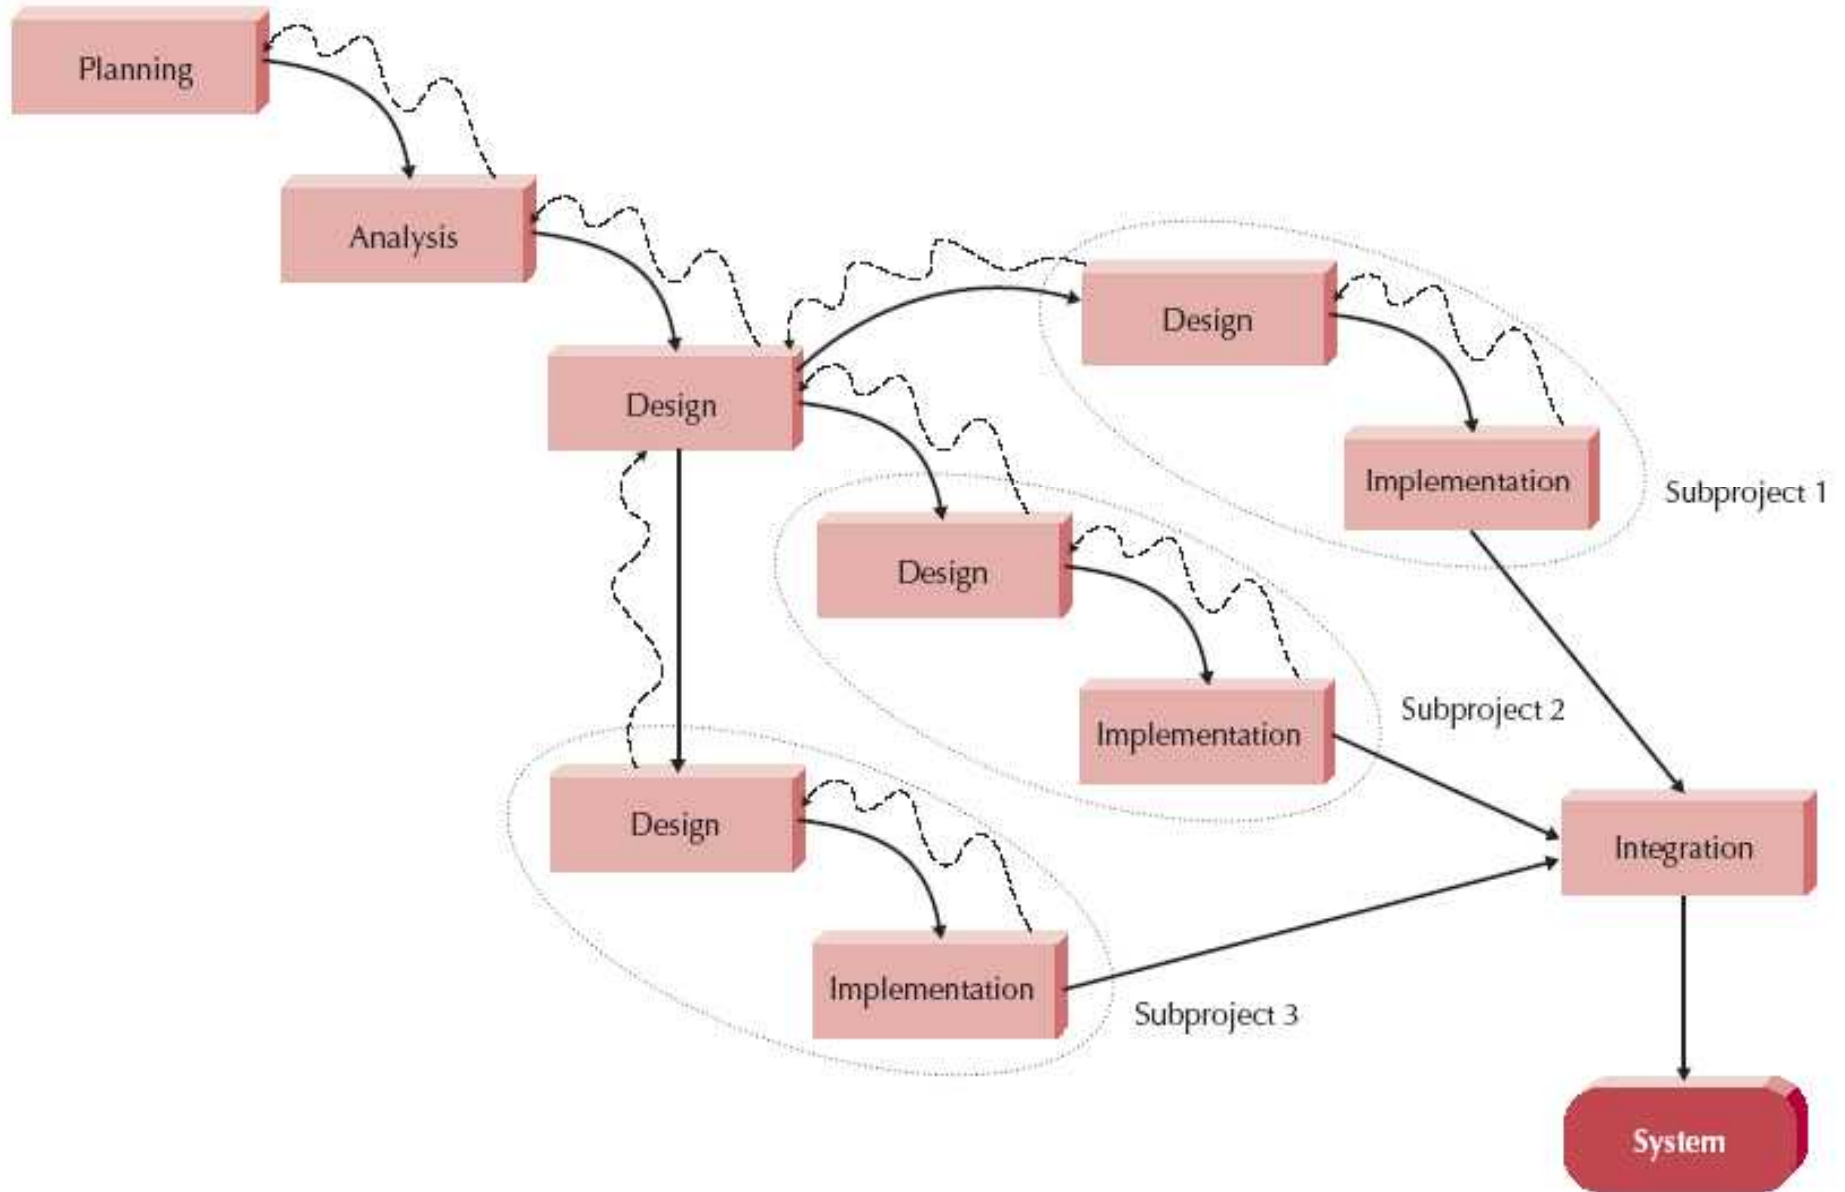 Planning
Analysis
Design
Design
Implementation
Subproject 1
Design
Implementation
Subproject 2
Design
Implementation
Subproject 3
Integration
System